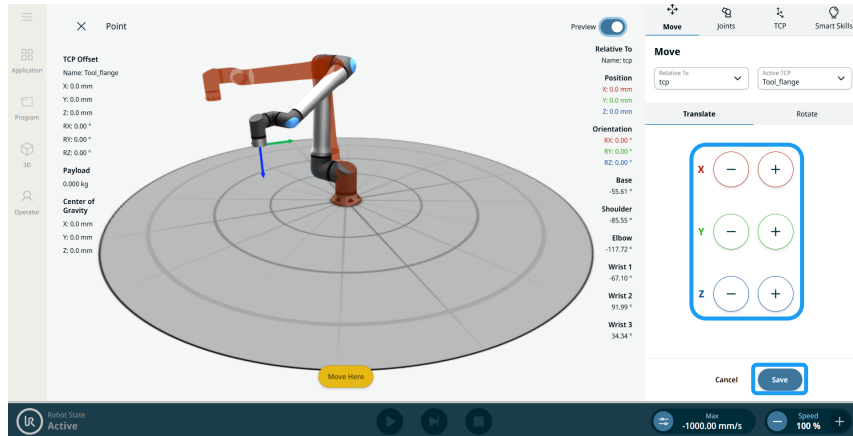 Point
Preview
Move
Joints
TCP
Smart Skills
Application
Program
3D
Operator
TCP Offset
Name: Tool_flange
X: 0.0 mm
Y: 0.0 mm
Z: 0.0 mm
RX: 0.00 °
RY: 0.00 °
RZ: 0.00 °
Payload
0.000 kg
Center of
Gravity
X: 0.0 mm
Y: 0.0 mm
Z: 0.0 mm
Relative To
Name: tcp
Position
X: 0.0 mm
Y: 0.0 mm
Z: 0.0 mm
Orientation
RX: 0.00 °
RY: 0.00 °
RZ: 0.00 °
Base
-55.61 °
Shoulder
-85.55 °
Elbow
-117.72 °
Wrist 1
-67.10 °
Wrist 2
91.99 °
Wrist 3
34.34 °
Move Here
Move
Relative To
tcp
Active TCP
Tool_flange
Translate
Rotate
X − +
Y − +
Z − +
Cancel
Save
UR
Robot State
Active
Max
-1000.00 mm/s
− Speed +
100 %